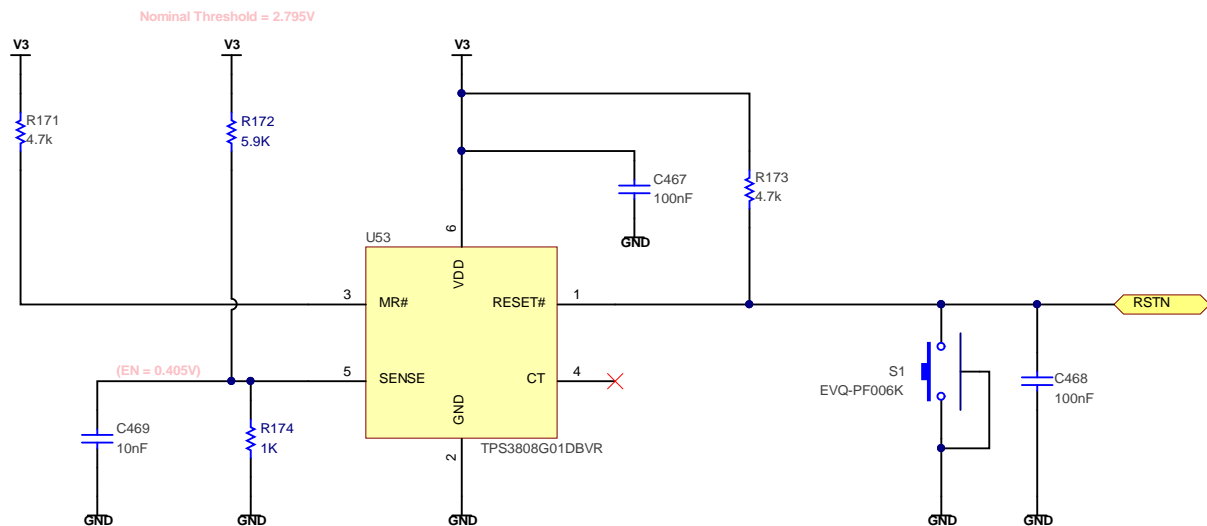 Nominal Threshold = 2.795V
V3
V3
V3
R171
4.7k
R172
5.9K
C467
100nF
R173
4.7k
GND
U53
6
VDD
3
MR#
RESET#
1
RSTN
(EN = 0.405V)
5
SENSE
CT
4
GND
2
TPS3808G01DBVR
S1
EVQ-PF006K
C468
100nF
C469
10nF
R174
1K
GND
GND
GND
GND
GND